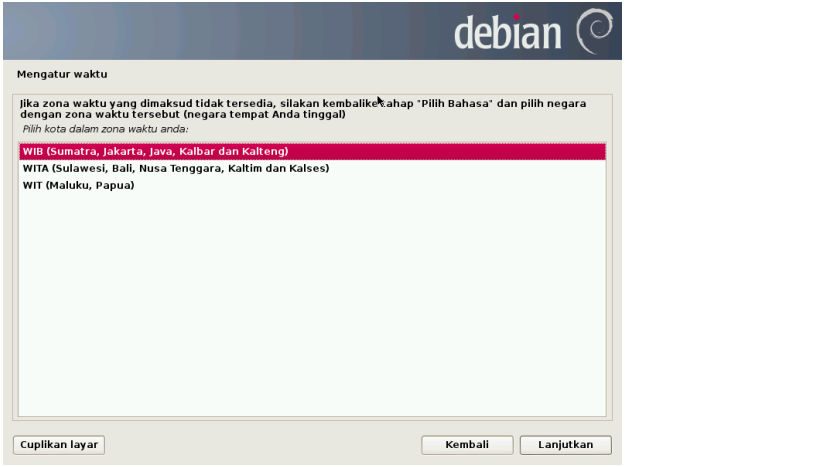 debian
Mengatur waktu
Jika zona waktu yang dimaksud tidak tersedia, silakan kembalike tahap "Pilih Bahasa" dan pilih negara
dengan zona waktu tersebut (negara tempat Anda tinggal)
Pilih kota dalam zona waktu anda:
WIB (Sumatra, Jakarta, Java, Kalbar dan Kalteng)
WITA (Sulawesi, Bali, Nusa Tenggara, Kaltim dan Kalses)
WIT (Maluku, Papua)
Cuplikan layar
Kembali
Lanjutkan